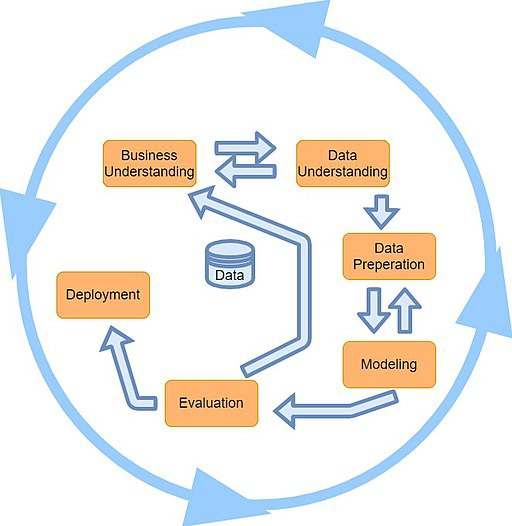 Business
Understanding
Data
Understanding
Data
Preperation
Data
Deployment
Modeling
Evaluation